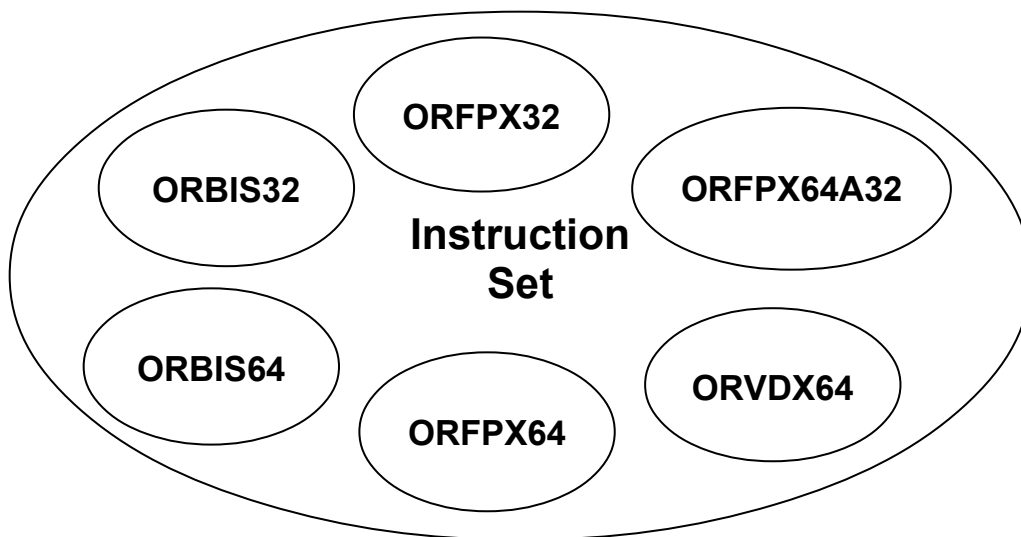 ORFPX32
ORBIS32
ORFPX64A32
Instruction
Set
ORBIS64
ORVDX64
ORFPX64